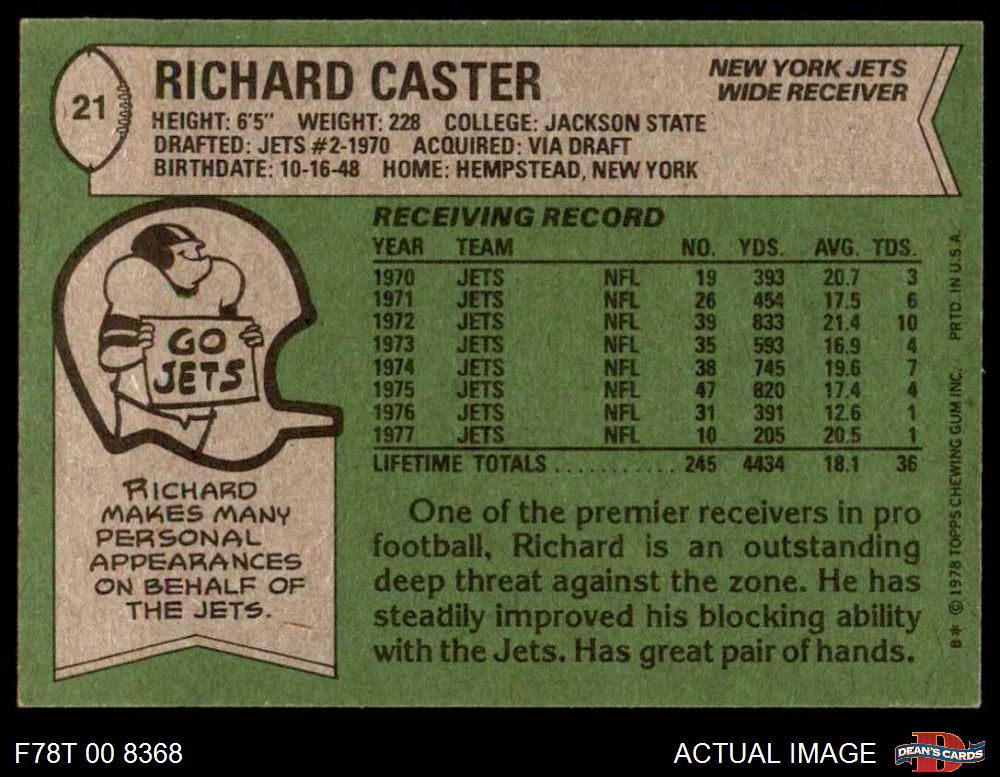 21
RICHARD CASTER
NEW YORK JETS
WIDE RECEIVER
HEIGHT: 6'5" WEIGHT: 228 COLLEGE: JACKSON STATE
DRAFTED: JETS #2-1970 ACQUIRED: VIA DRAFT
BIRTHDATE: 10-16-48 HOME: HEMPSTEAD, NEW YORK
GO
JETS
RICHARD
MAKES MANY
PERSONAL
APPEARANCES
ON BEHALF OF
THE JETS.
RECEIVING RECORD
YEAR TEAM NO. YDS. AVG. TDS.
1970 JETS NFL 19 393 20.7 3
1971 JETS NFL 26 454 17.5 6
1972 JETS NFL 39 833 21.4 10
1973 JETS NFL 35 593 16.9 4
1974 JETS NFL 38 745 19.6 7
1975 JETS NFL 47 820 17.4 4
1976 JETS NFL 31 391 12.6 1
1977 JETS NFL 10 205 20.5 1
LIFETIME TOTALS ........... 245 4434 18.1 36
One of the premier receivers in pro
football, Richard is an outstanding
deep threat against the zone. He has
steadily improved his blocking ability
with the Jets. Has great pair of hands.
B* © 1978 TOPPS CHEWING GUM INC. PRTD. IN U.S.A.
F78T 00 8368
ACTUAL IMAGE
D
DEAN'S CARDS